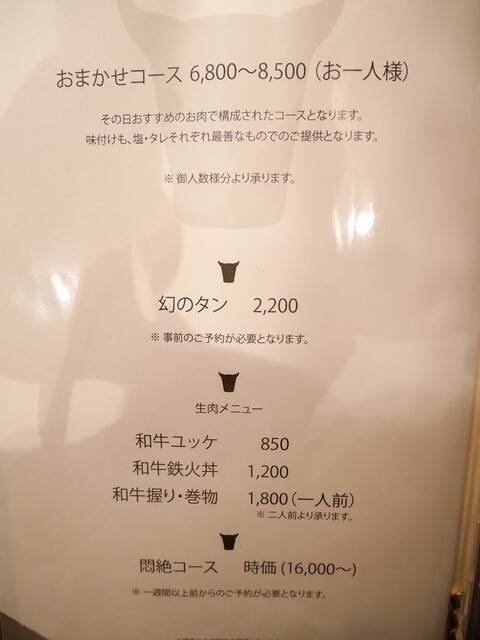 おまかせコース 6,800～8,500（お一人様）
その日おすすめのお肉で構成されたコースとなります。
味付けも、塩・タレそれぞれ最善なものでのご提供となります。
※ 御人数様分より承ります。
幻のタン 2,200
※ 事前のご予約が必要となります。
生肉メニュー
和牛ユッケ 850
和牛鉄火丼 1,200
和牛握り・巻物 1,800（一人前）
※ 二人前より承ります。
悶絶コース 時価 (16,000～)
※ 一週間以上前からのご予約が必要となります。